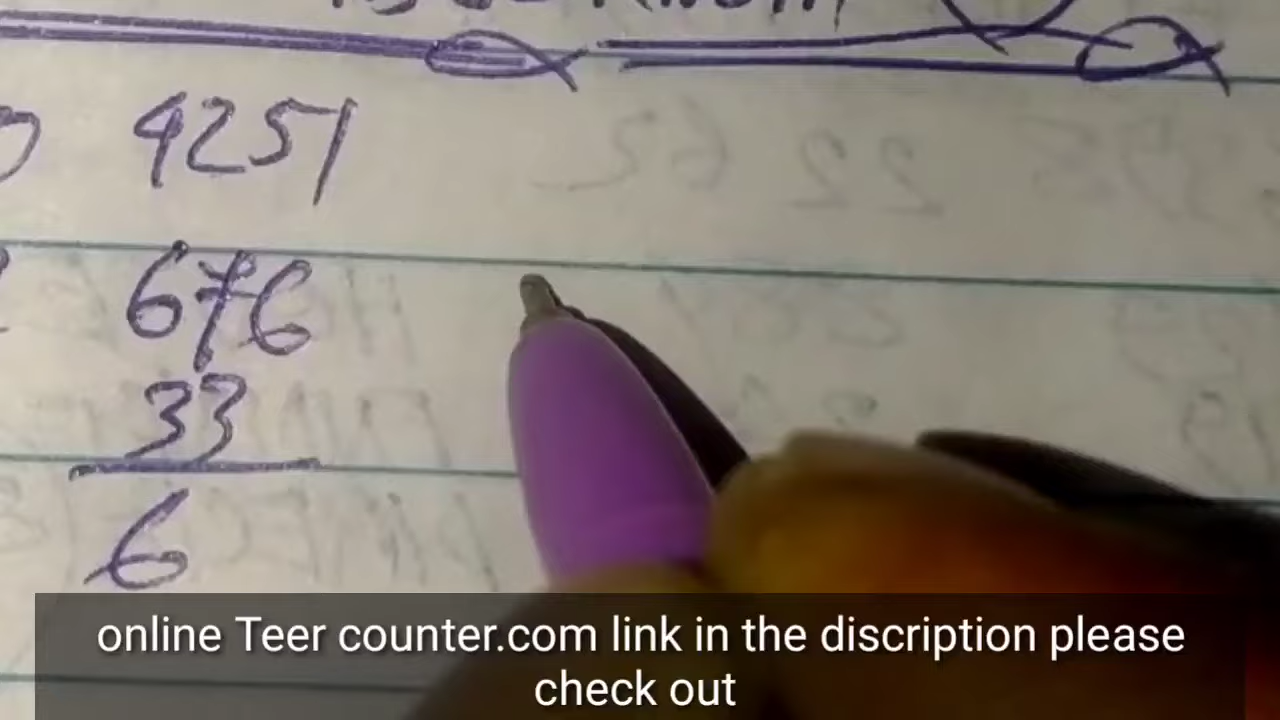 4251
676
33
6
online Teer counter.com link in the discription please
check out